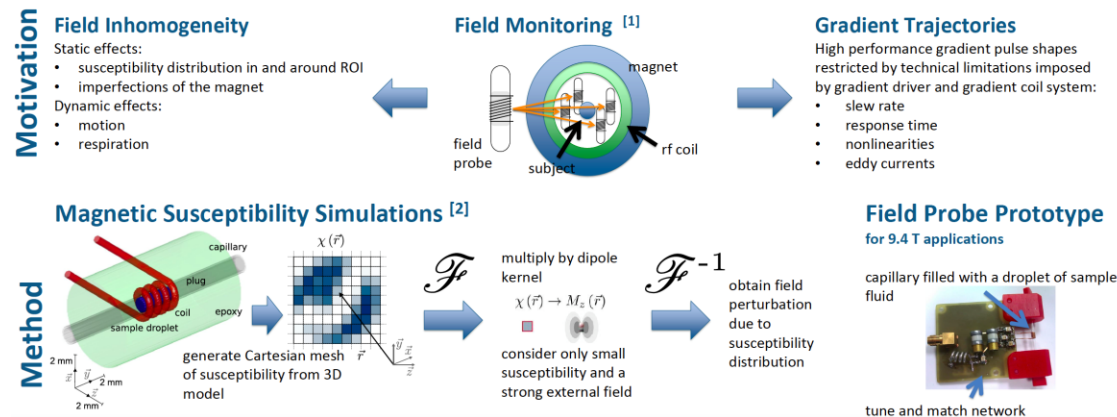 Motivation
Field Inhomogeneity
Static effects:
• susceptibility distribution in and around ROI
• imperfections of the magnet
Dynamic effects:
• motion
• respiration
Field Monitoring [1]
magnet
field
probe
subject
rf coil
Gradient Trajectories
High performance gradient pulse shapes
restricted by technical limitations imposed
by gradient driver and gradient coil system:
• slew rate
• response time
• nonlinearities
• eddy currents
Method
Magnetic Susceptibility Simulations [2]
capillary
plug
coil
epoxy
sample droplet
2 mm
2 mm
2 mm
x⃗
y⃗
z⃗
χ(r⃗)
r⃗
y⃗
x⃗
z⃗
generate Cartesian mesh
of susceptibility from 3D
model
ℱ
multiply by dipole
kernel
χ(r⃗) → M_z(r⃗)
consider only small
susceptibility and a
strong external field
ℱ⁻¹
obtain field
perturbation
due to
susceptibility
distribution
Field Probe Prototype
for 9.4 T applications
capillary filled with a droplet of sample
fluid
tune and match network